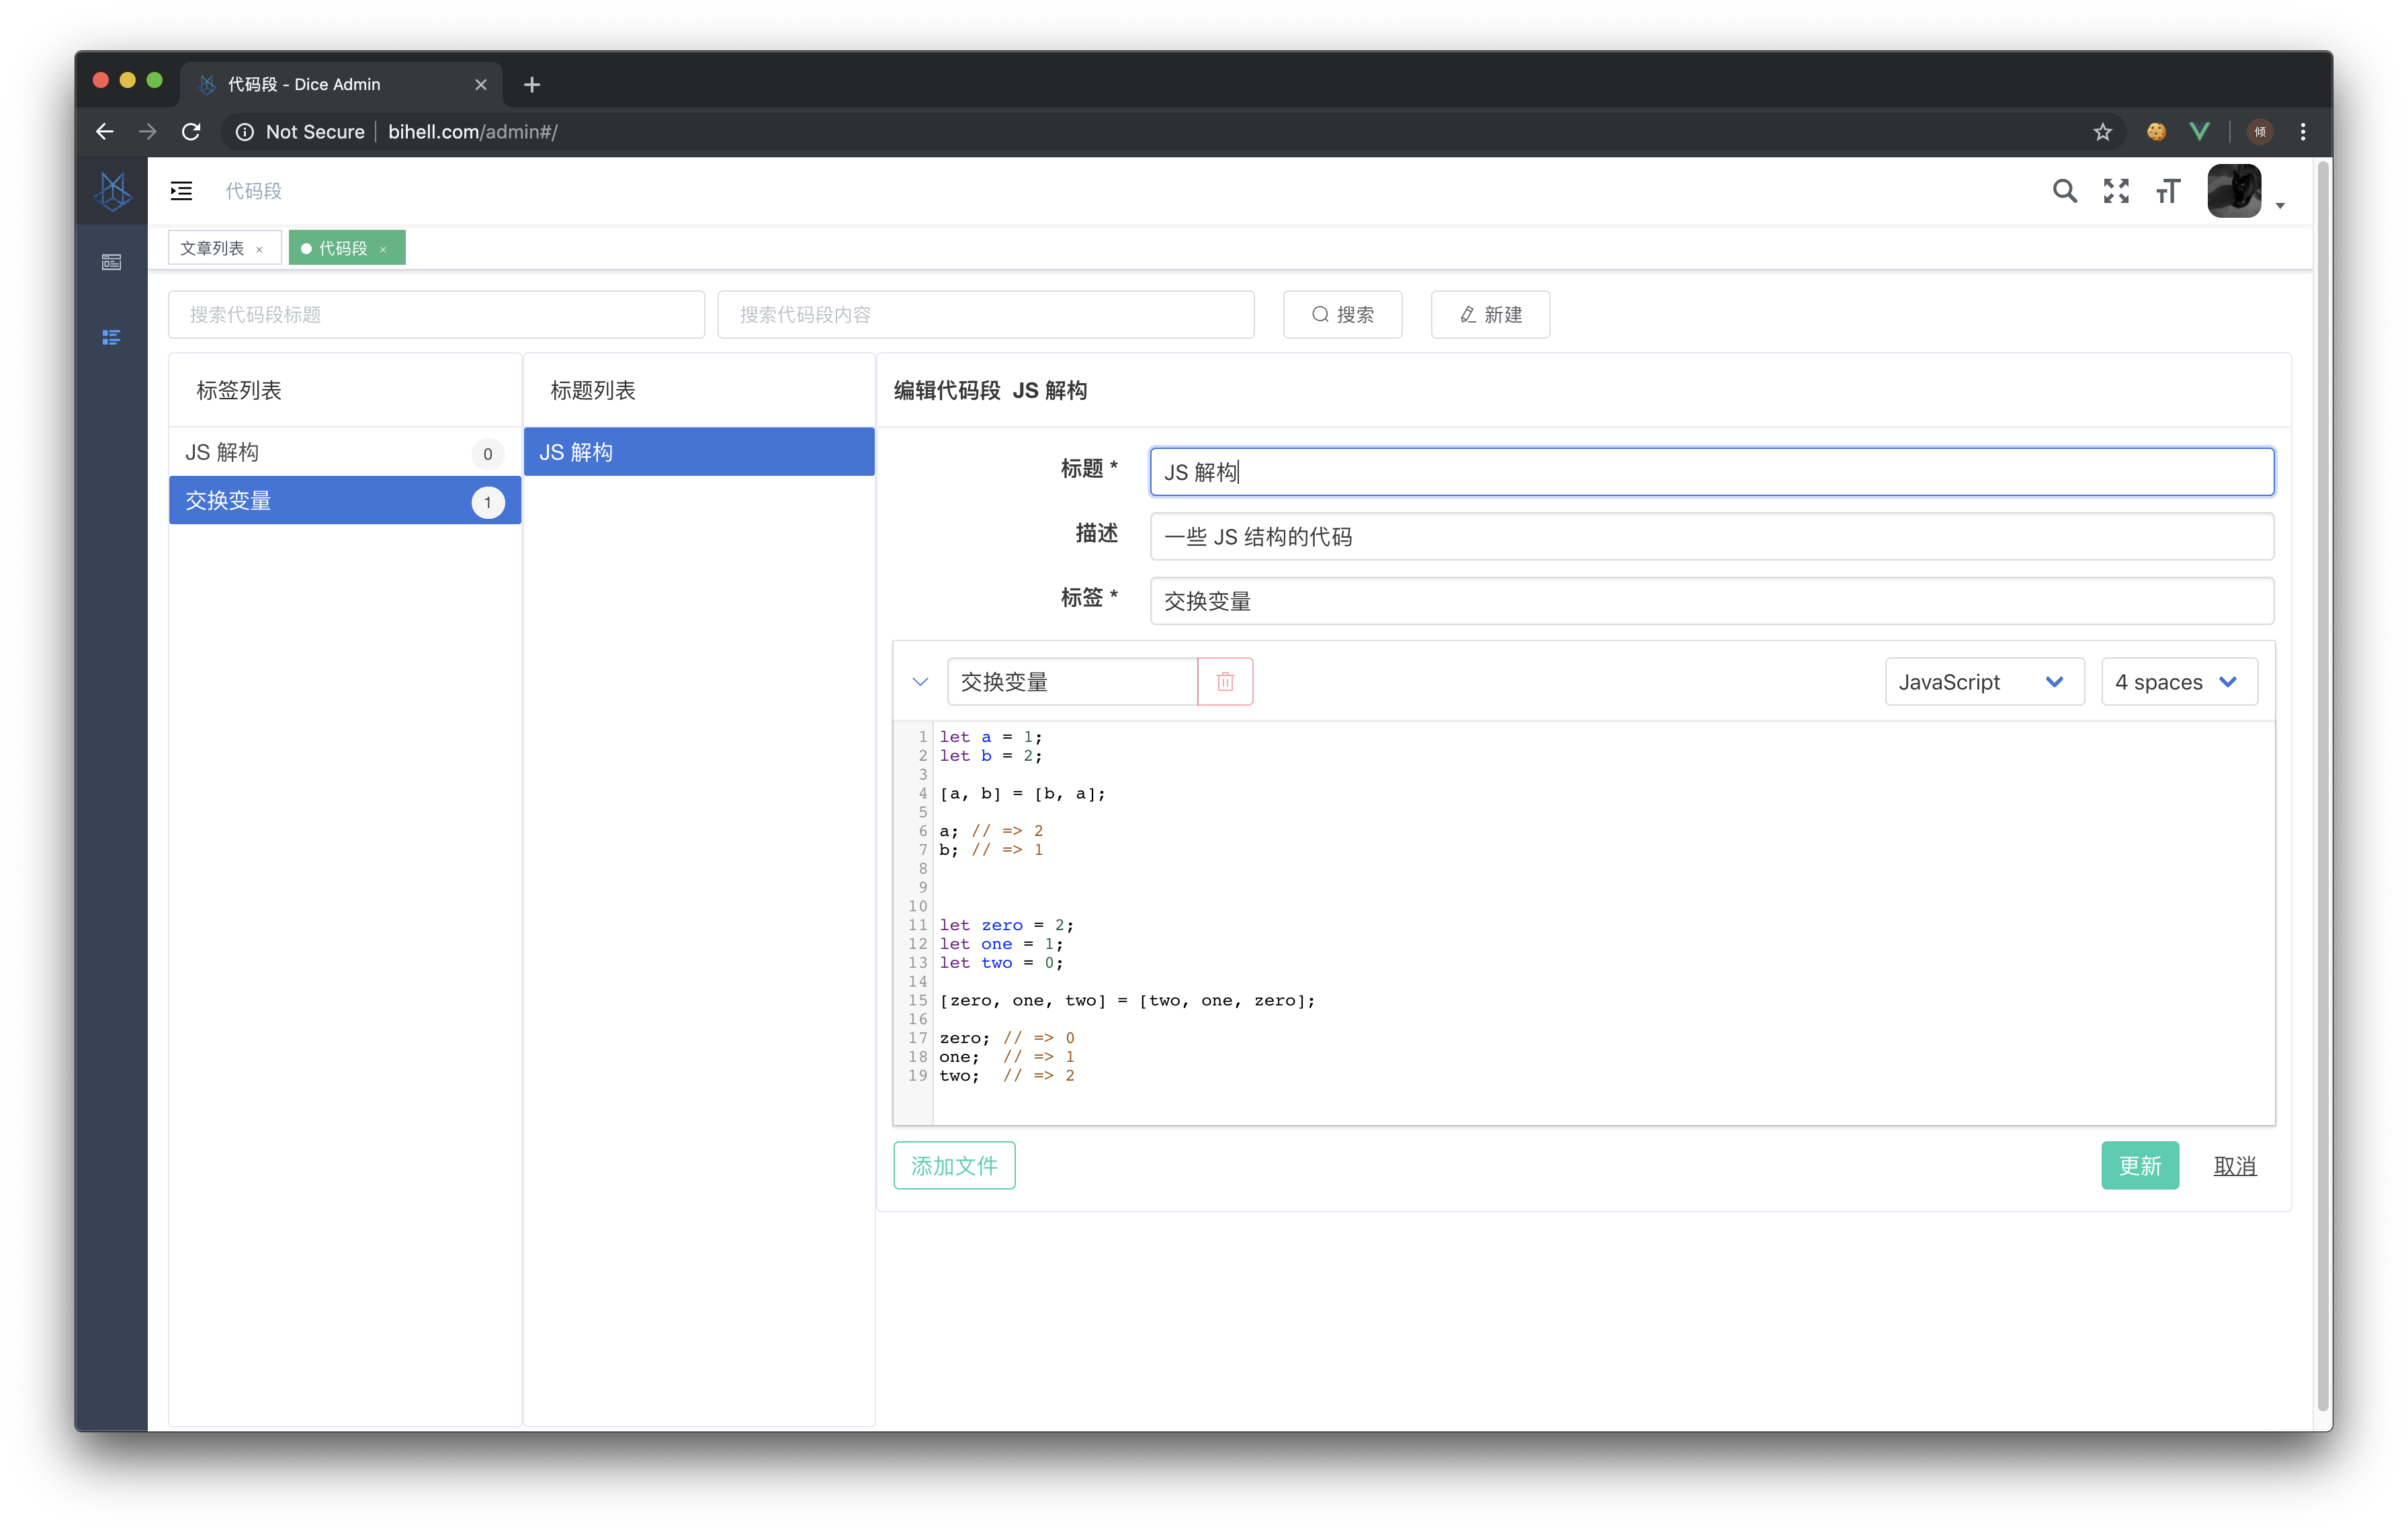 代码段 - Dice Admin
Not Secure | bihell.com/admin#/
倾
代码段
文章列表 ×
代码段 ×
搜索代码段标题
搜索代码段内容
搜索
新建
标签列表
标题列表
编辑代码段 JS 解构
JS 解构 0
交换变量 1
JS 解构
标题 * JS 解构
描述 一些 JS 结构的代码
标签 * 交换变量
交换变量
JavaScript
4 spaces
1 let a = 1;
2 let b = 2;
3
4 [a, b] = [b, a];
5
6 a; // => 2
7 b; // => 1
8
9
10
11 let zero = 2;
12 let one = 1;
13 let two = 0;
14
15 [zero, one, two] = [two, one, zero];
16
17 zero; // => 0
18 one;  // => 1
19 two;  // => 2
添加文件
更新
取消